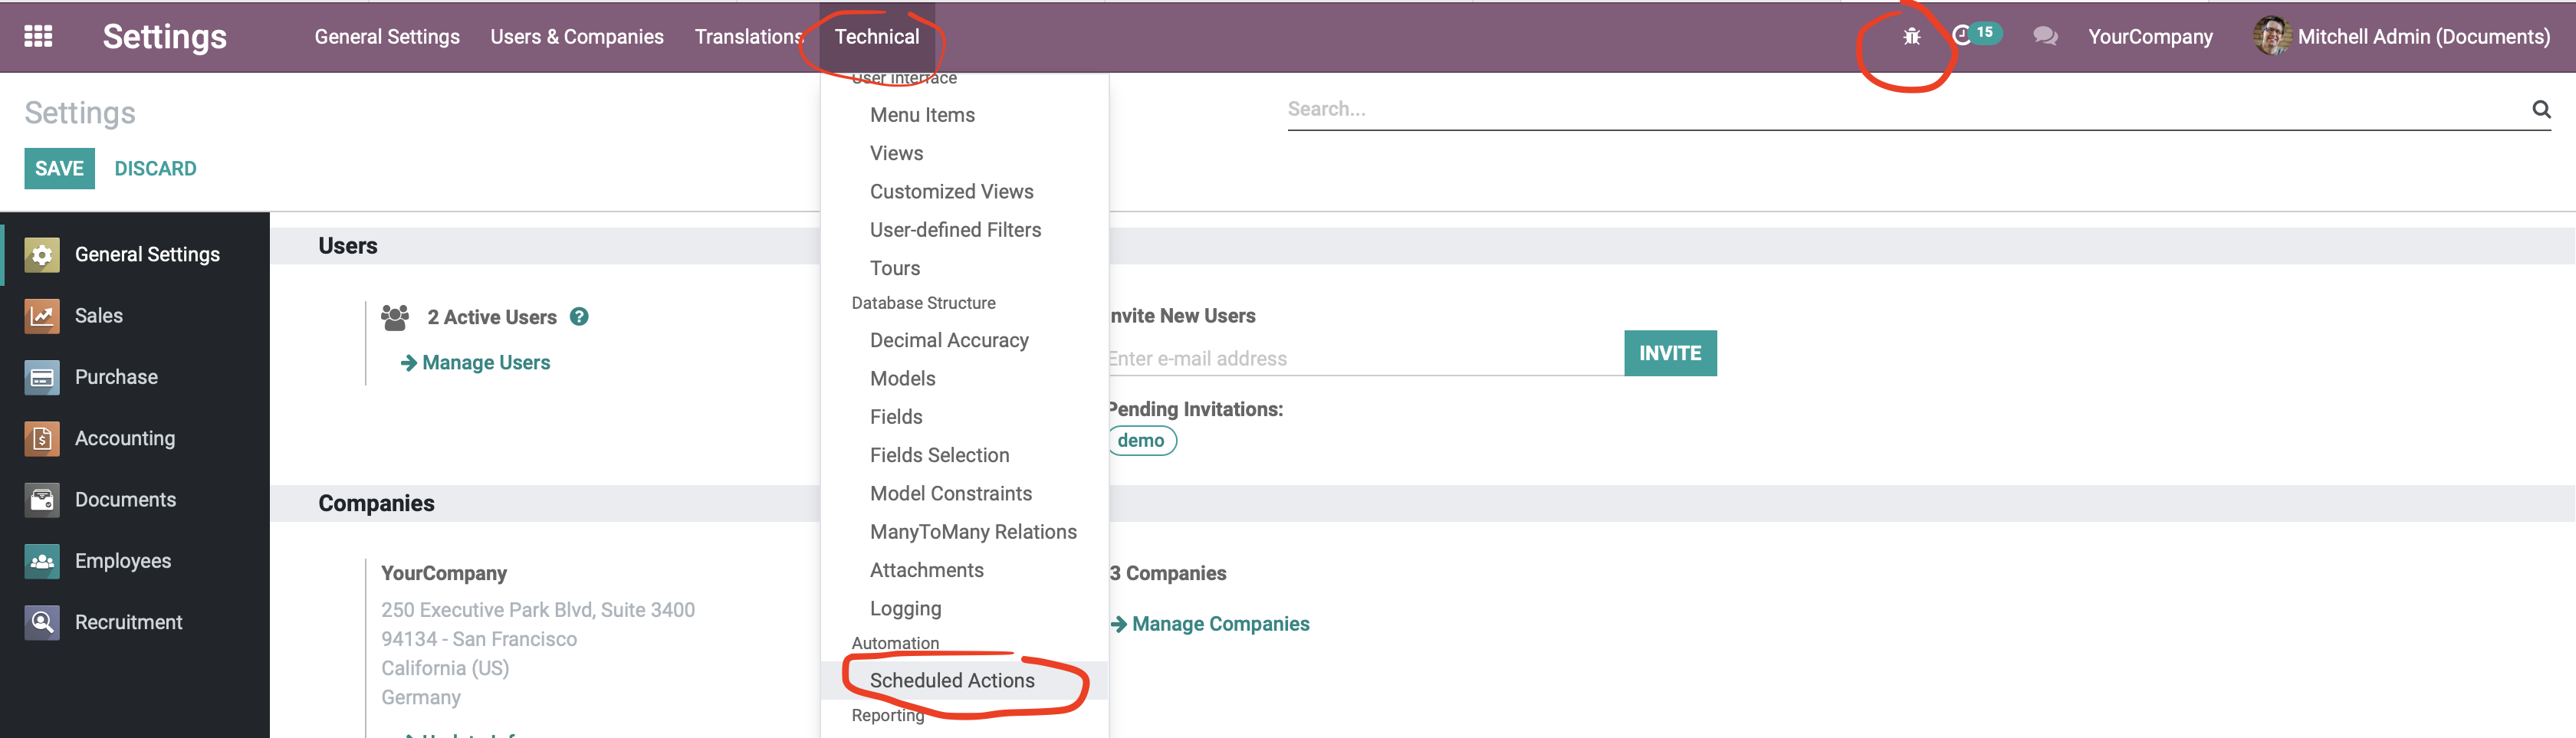 Settings General Settings Users & Companies Translations Technical 15 YourCompany Mitchell Admin (Documents)
Settings
Search...
SAVE DISCARD
User interface
Menu Items
Views
Customized Views
User-defined Filters
Tours
Database Structure
Decimal Accuracy
Models
Fields
Fields Selection
Model Constraints
ManyToMany Relations
Attachments
Logging
Automation
Scheduled Actions
Reporting
General Settings
Sales
Purchase
Accounting
Documents
Employees
Recruitment
Users
2 Active Users ?
Manage Users
nvite New Users
Enter e-mail address INVITE
Pending Invitations:
demo
Companies
YourCompany
250 Executive Park Blvd, Suite 3400
94134 - San Francisco
California (US)
Germany
3 Companies
Manage Companies